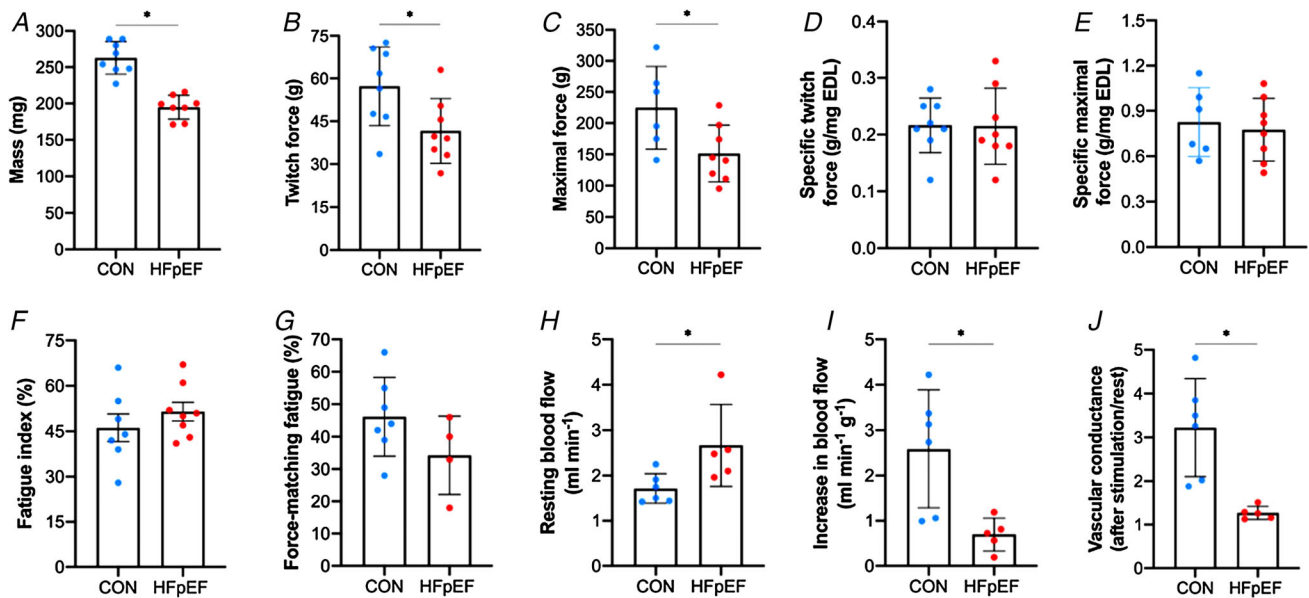 A
*
Mass (mg)
300
250
200
150
100
50
0
CON HFpEF
B
*
Twitch force (g)
75
60
45
30
15
0
CON HFpEF
C
*
Maximal force (g)
350
300
250
200
150
100
50
0
CON HFpEF
D
Specific twitch
force (g/mg EDL)
0.4
0.3
0.2
0.1
0.0
CON HFpEF
E
Specific maximal
force (g/mg EDL)
1.5
1.2
0.9
0.6
0.3
0.0
CON HFpEF
F
Fatigue index (%)
75
60
45
30
15
0
CON HFpEF
G
Force-matching fatigue (%)
70
60
50
40
30
20
10
0
CON HFpEF
H
*
Resting blood flow
(ml min-1)
5
4
3
2
1
0
CON HFpEF
I
*
Increase in blood flow
(ml min-1 g-1)
5
4
3
2
1
0
CON HFpEF
J
*
Vascular conductance
(after stimulation/rest)
5
4
3
2
1
0
CON HFpEF